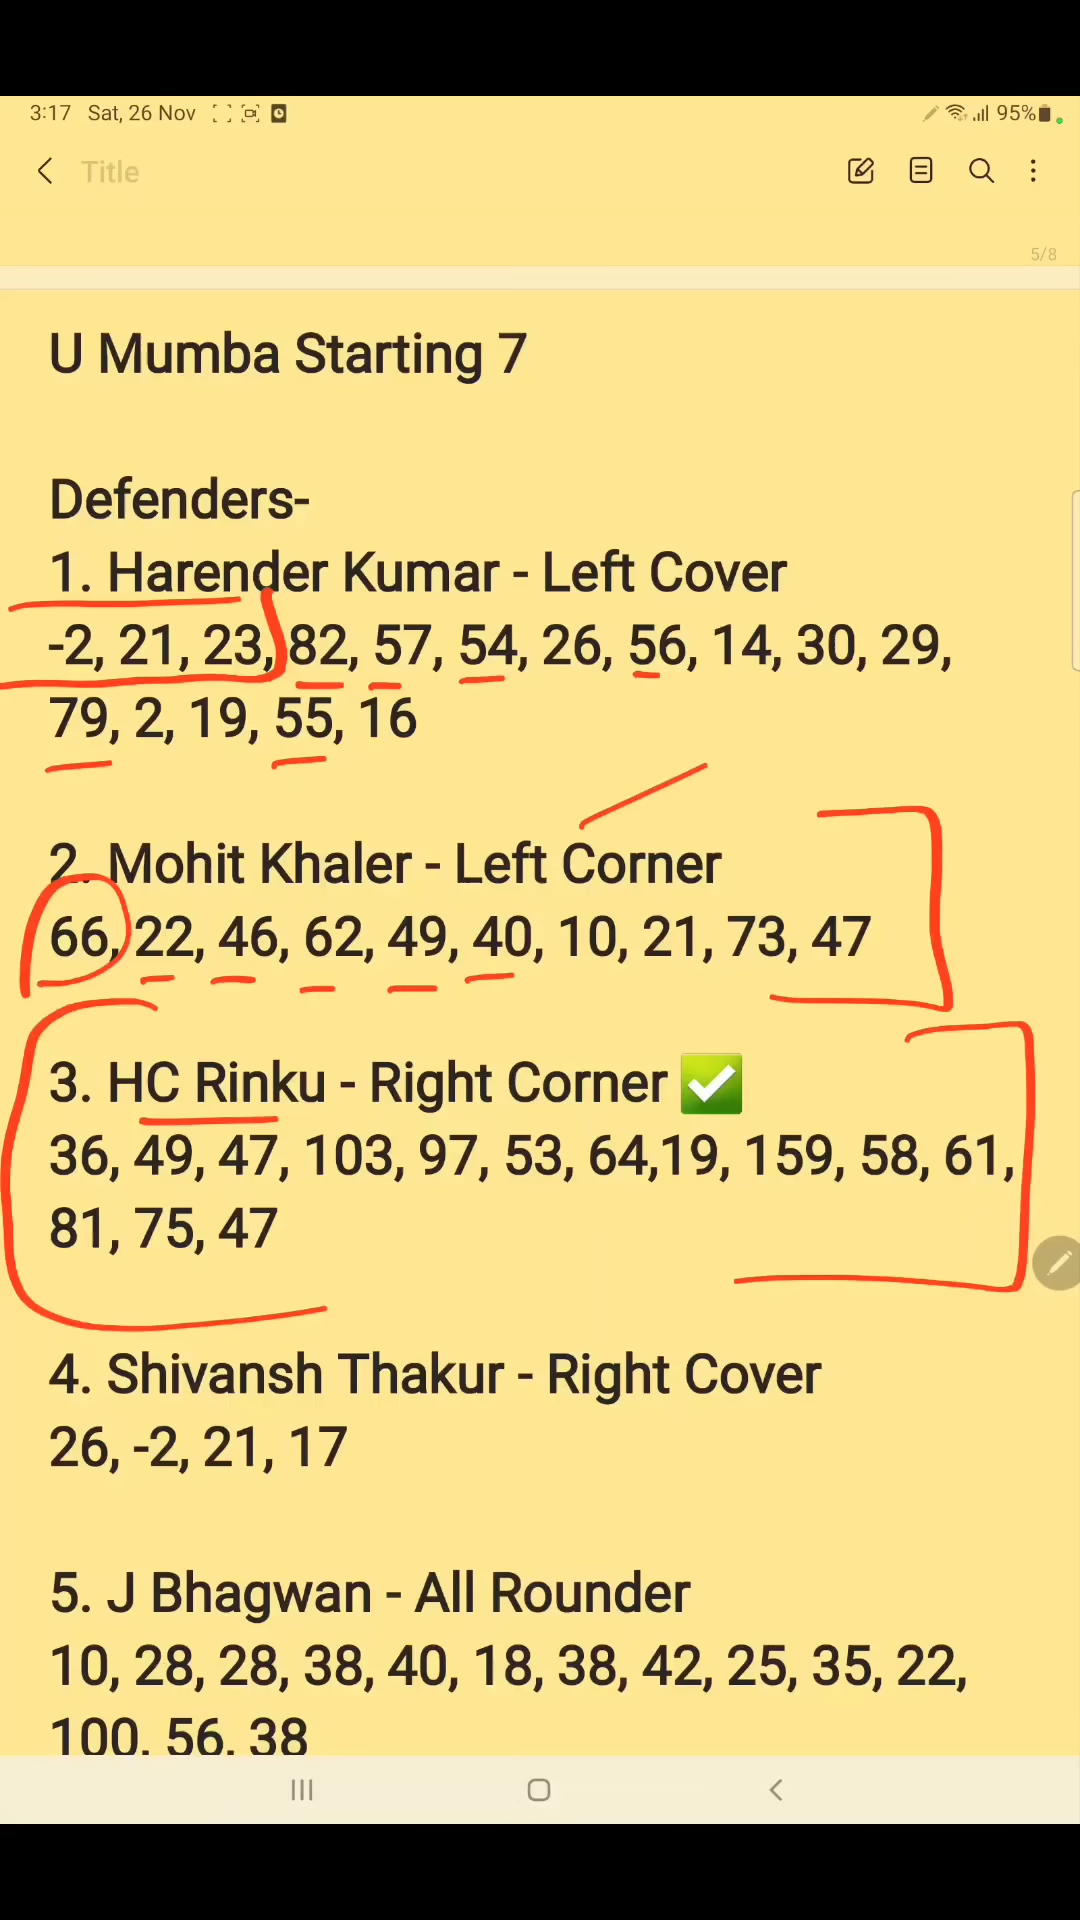 3:17 Sat, 26 Nov 95%
Title
5/8
U Mumba Starting 7
Defenders-
1. Harender Kumar - Left Cover
-2, 21, 23, 82, 57, 54, 26, 56, 14, 30, 29,
79, 2, 19, 55, 16
2. Mohit Khaler - Left Corner
66, 22, 46, 62, 49, 40, 10, 21, 73, 47
3. HC Rinku - Right Corner ✅
36, 49, 47, 103, 97, 53, 64,19, 159, 58, 61,
81, 75, 47
4. Shivansh Thakur - Right Cover
26, -2, 21, 17
5. J Bhagwan - All Rounder
10, 28, 28, 38, 40, 18, 38, 42, 25, 35, 22,
100, 56, 38